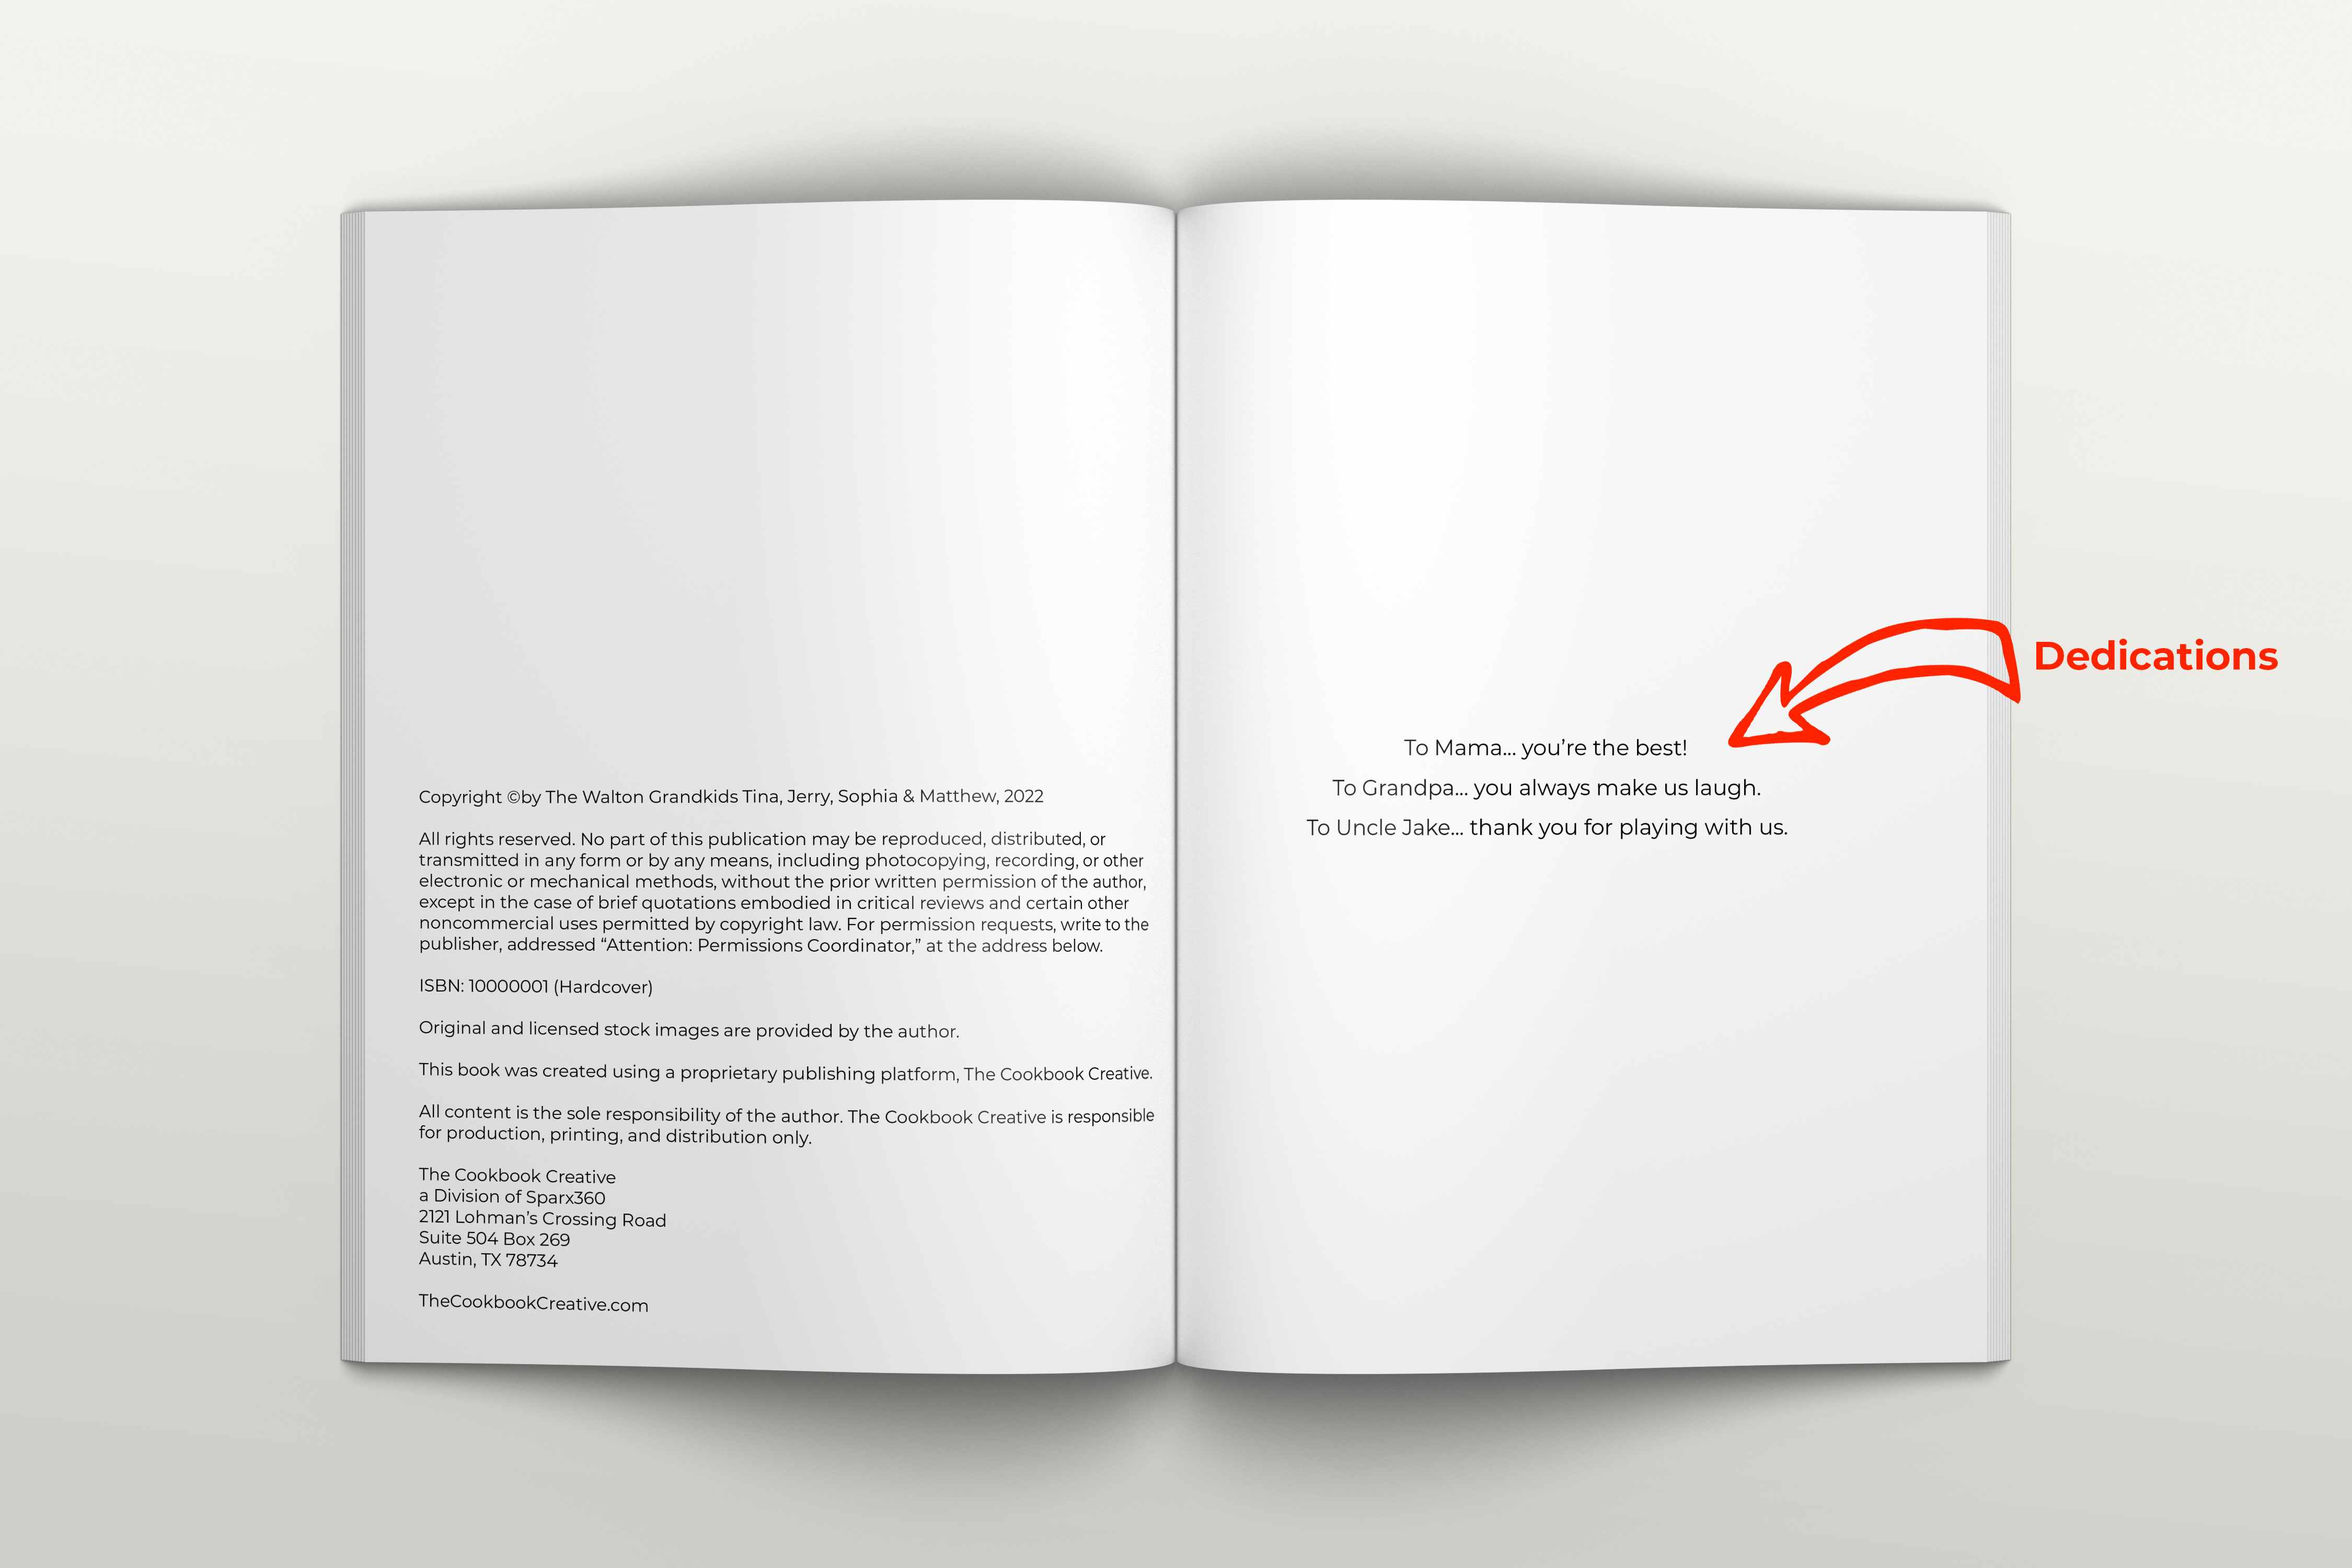 Copyright ©by The Walton Grandkids Tina, Jerry, Sophia & Matthew, 2022
All rights reserved. No part of this publication may be reproduced, distributed, or
transmitted in any form or by any means, including photocopying, recording, or other
electronic or mechanical methods, without the prior written permission of the author,
except in the case of brief quotations embodied in critical reviews and certain other
noncommercial uses permitted by copyright law. For permission requests, write to the
publisher, addressed “Attention: Permissions Coordinator,” at the address below.
ISBN: 10000001 (Hardcover)
Original and licensed stock images are provided by the author.
This book was created using a proprietary publishing platform, The Cookbook Creative.
All content is the sole responsibility of the author. The Cookbook Creative is responsible
for production, printing, and distribution only.
The Cookbook Creative
a Division of Sparx360
2121 Lohman’s Crossing Road
Suite 504 Box 269
Austin, TX 78734
TheCookbookCreative.com
To Mama... you’re the best!
To Grandpa... you always make us laugh.
To Uncle Jake... thank you for playing with us.
Dedications